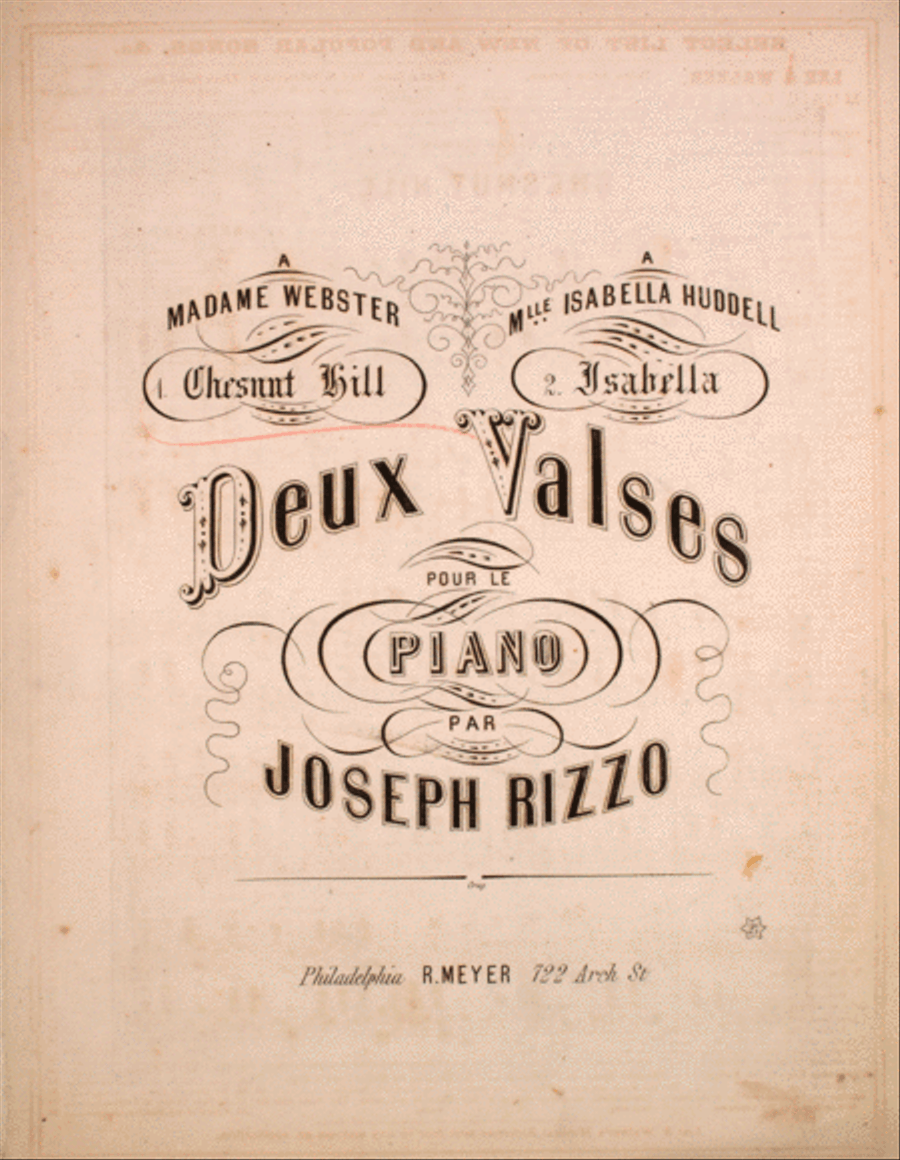 A
MADAME WEBSTER
1. Chesnut Hill
A
Mlle ISABELLA HUDDELL
2. Isabella
Deux Valses
POUR LE
PIANO
PAR
JOSEPH RIZZO
Philadelphia R. MEYER 722 Arch St